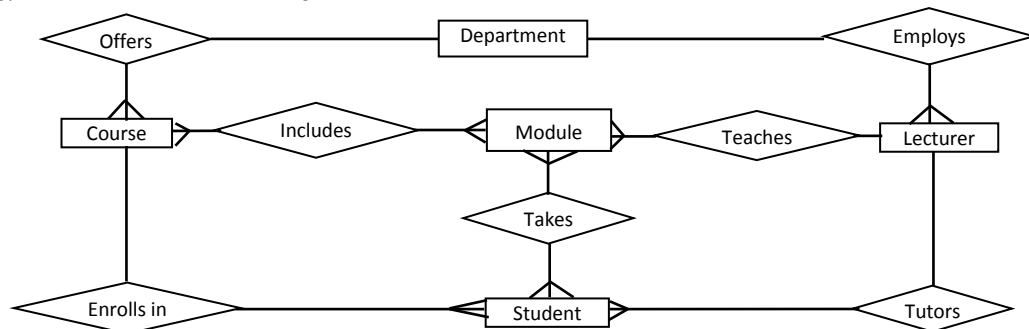 Offers
Department
Employs
Course
Includes
Module
Teaches
Lecturer
Takes
Enrolls in
Student
Tutors